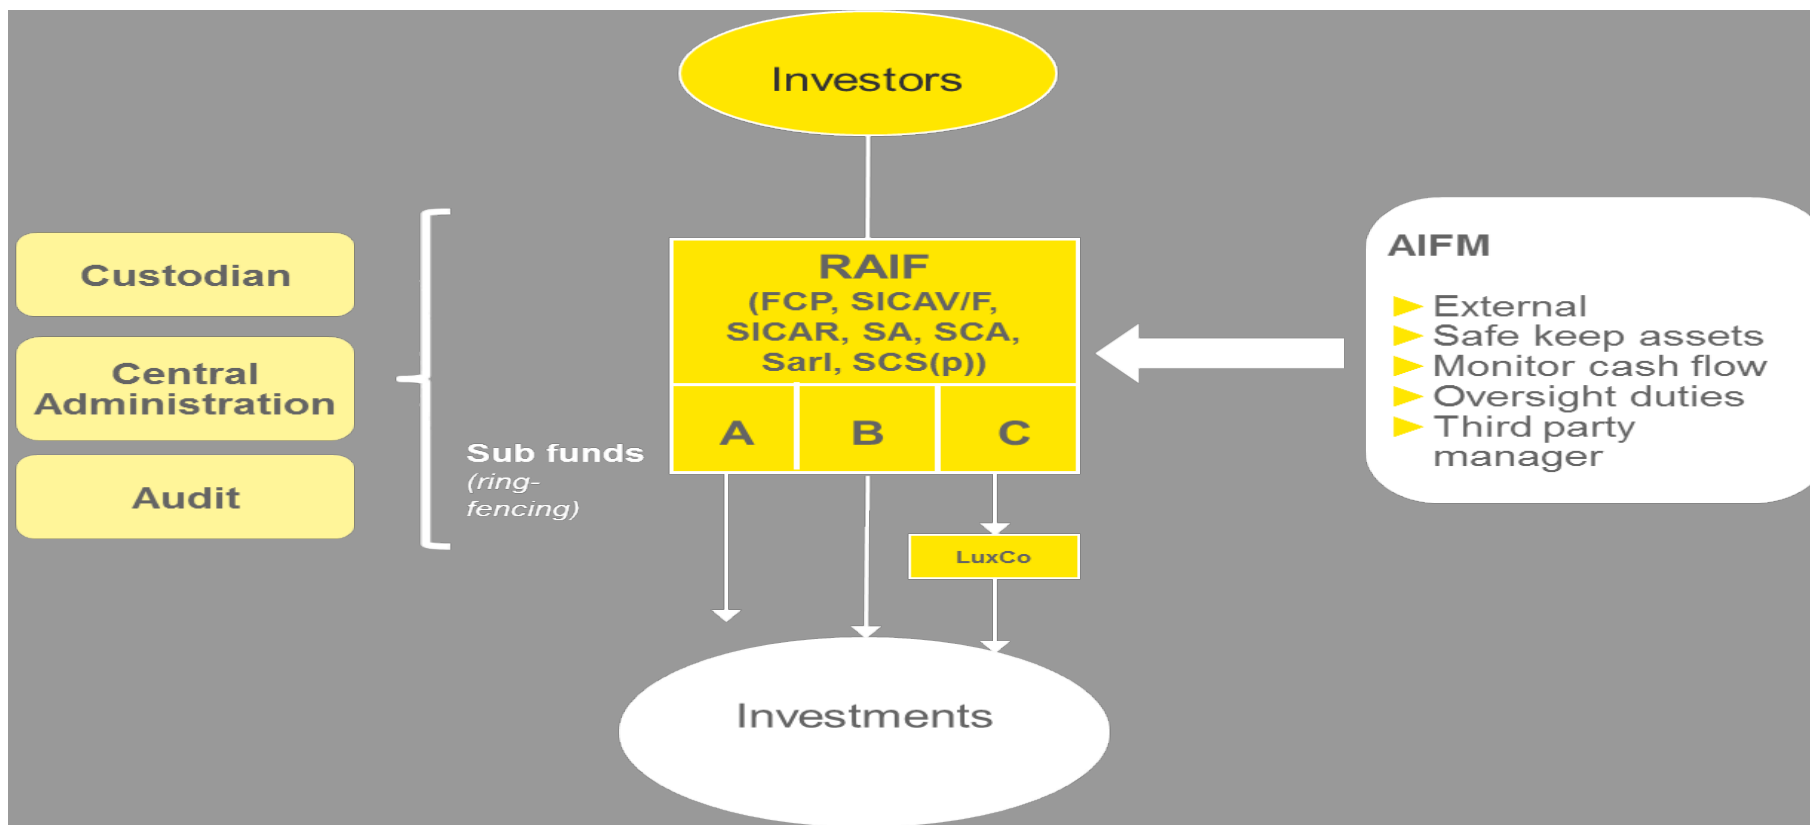 Investors
Custodian
Central
Administration
Audit
Sub funds
(ring-
fencing)
RAIF
(FCP, SICAV/F,
SICAR, SA, SCA,
Sarl, SCS(p))
A B C
LuxCo
Investments
AIFM
External
Safe keep assets
Monitor cash flow
Oversight duties
Third party
manager